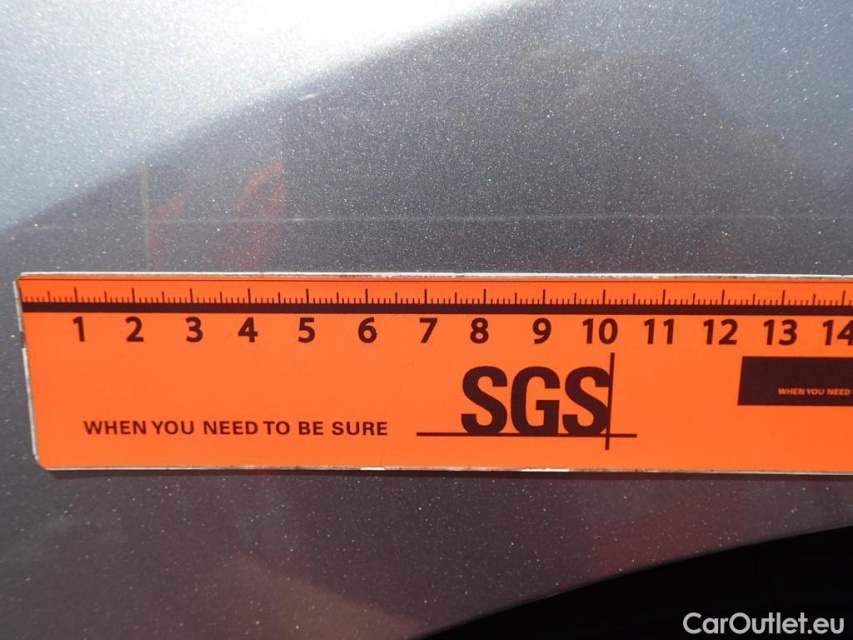 1 2 3 4 5 6 7 8 9 10 11 12 13 14
SGS
WHEN YOU NEED
WHEN YOU NEED TO BE SURE
CarOutlet.eu